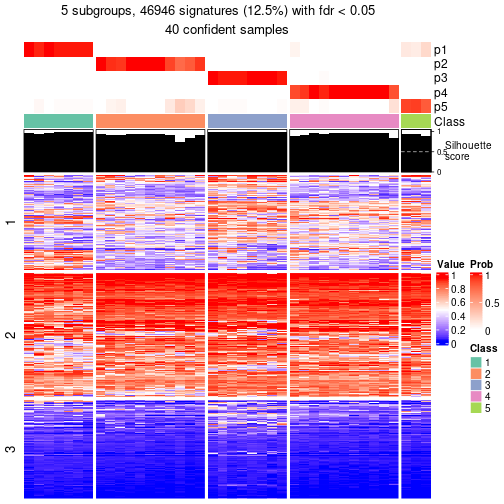 5 subgroups, 46946 signatures (12.5%) with fdr < 0.05
40 confident samples
p1
p2
p3
p4
p5
Class
1
0.5
0
Silhouette
score
1
2
3
Value
1
0.8
0.6
0.4
0.2
0
Prob
1
0.5
0
Class
1
2
3
4
5